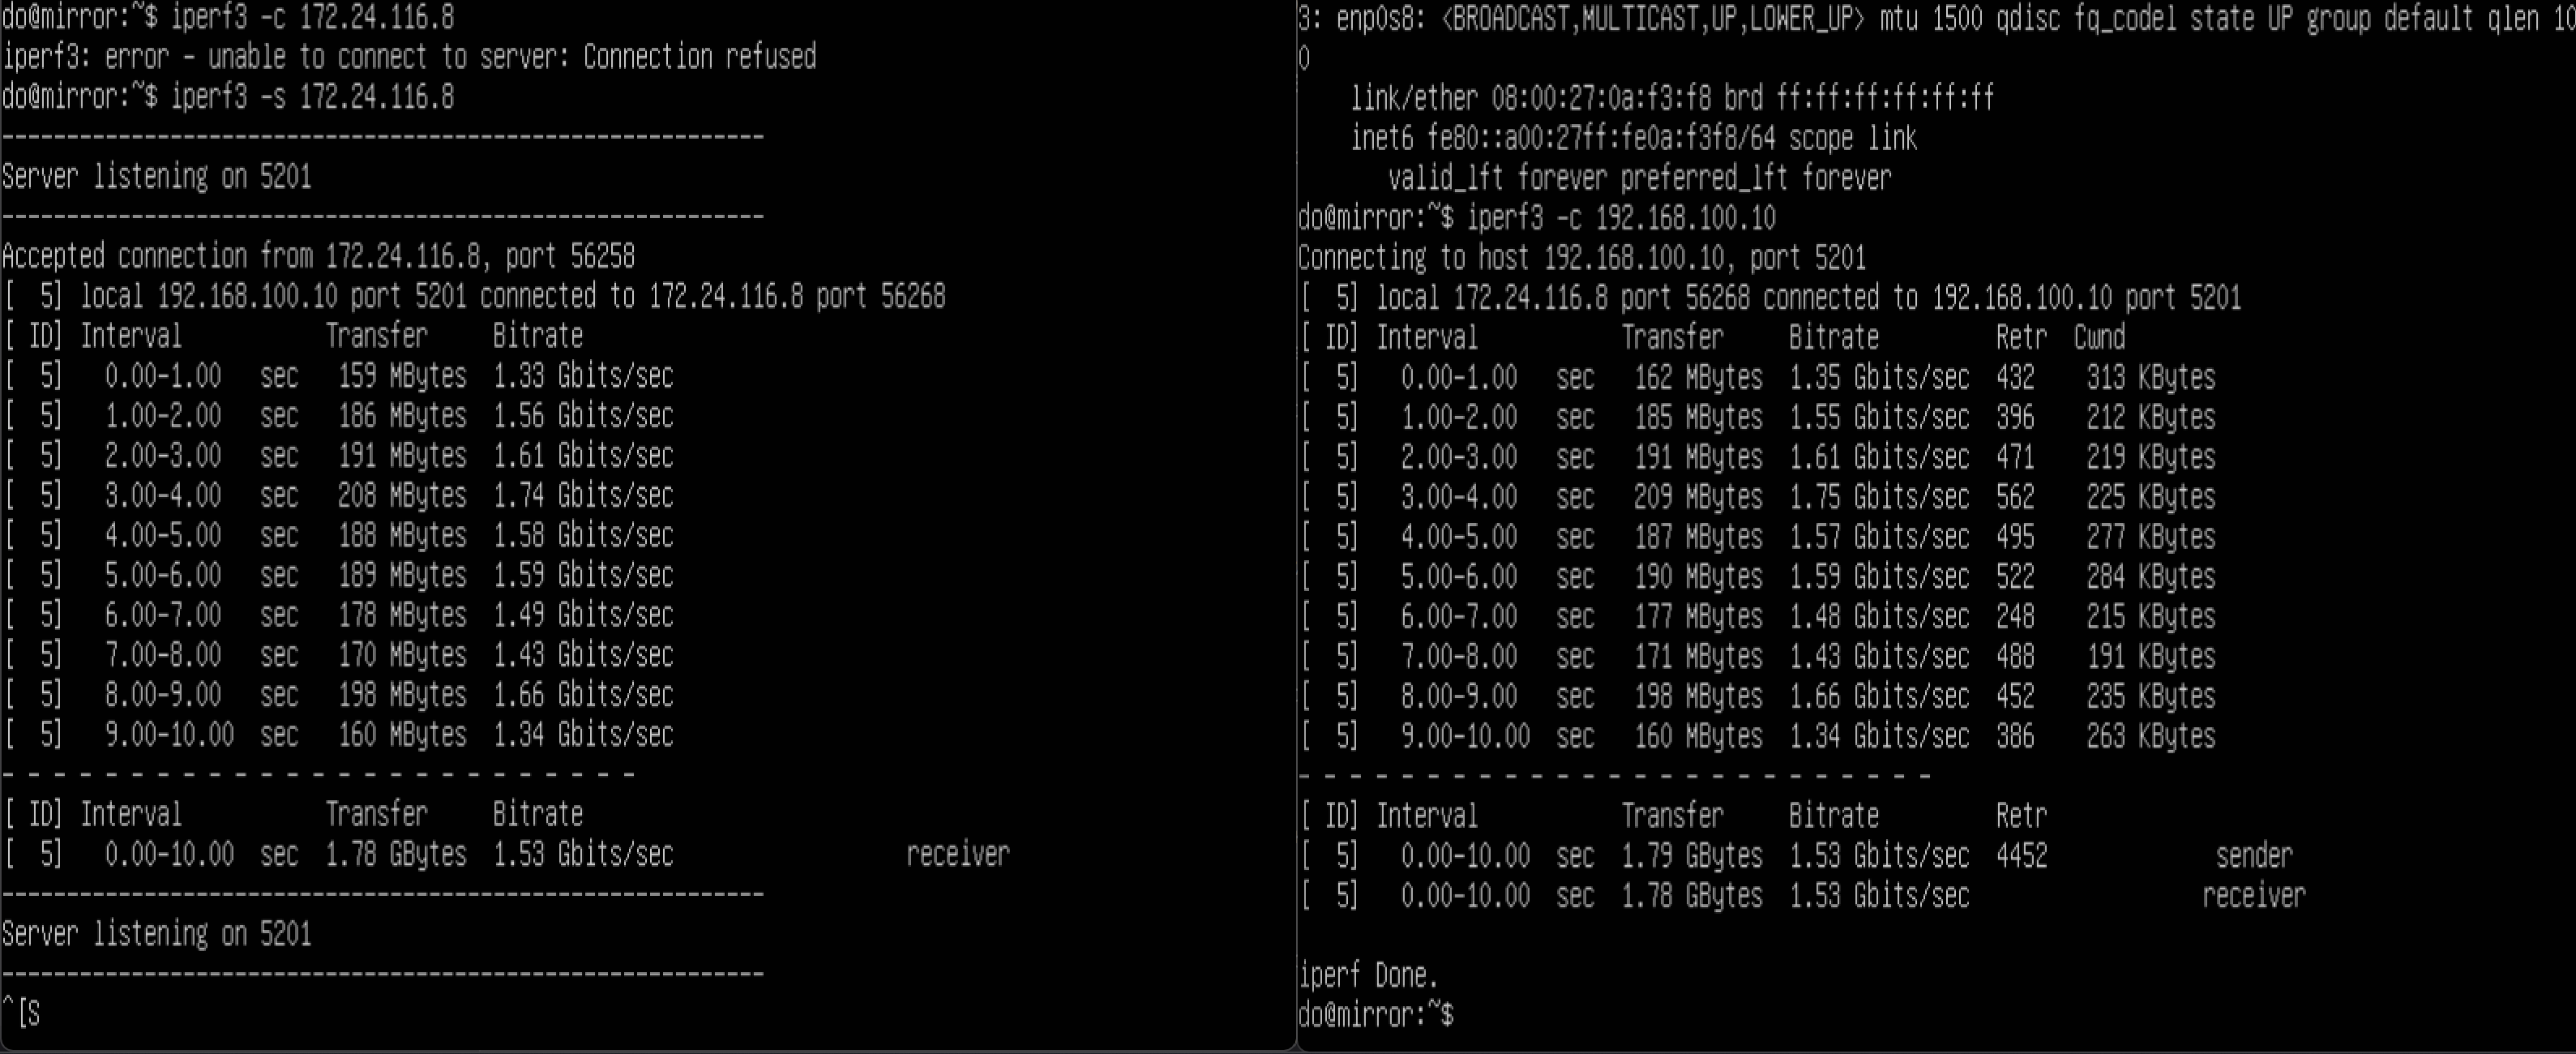 do@mirror:~$ iperf3 -c 172.24.116.8
iperf3: error - unable to connect to server: Connection refused
do@mirror:~$ iperf3 -s 172.24.116.8
-----------------------------------------------------------
Server listening on 5201
-----------------------------------------------------------
Accepted connection from 172.24.116.8, port 56258
[  5] local 192.168.100.10 port 5201 connected to 172.24.116.8 port 56268
[ ID] Interval           Transfer     Bitrate
[  5]   0.00-1.00   sec   159 MBytes  1.33 Gbits/sec
[  5]   1.00-2.00   sec   186 MBytes  1.56 Gbits/sec
[  5]   2.00-3.00   sec   191 MBytes  1.61 Gbits/sec
[  5]   3.00-4.00   sec   208 MBytes  1.74 Gbits/sec
[  5]   4.00-5.00   sec   188 MBytes  1.58 Gbits/sec
[  5]   5.00-6.00   sec   189 MBytes  1.59 Gbits/sec
[  5]   6.00-7.00   sec   178 MBytes  1.49 Gbits/sec
[  5]   7.00-8.00   sec   170 MBytes  1.43 Gbits/sec
[  5]   8.00-9.00   sec   198 MBytes  1.66 Gbits/sec
[  5]   9.00-10.00  sec   160 MBytes  1.34 Gbits/sec
- - - - - - - - - - - - - - - - - - - - - - - - -
[ ID] Interval           Transfer     Bitrate
[  5]   0.00-10.00  sec  1.78 GBytes  1.53 Gbits/sec                  receiver
-----------------------------------------------------------
Server listening on 5201
-----------------------------------------------------------
^[S
3: enp0s8: <BROADCAST,MULTICAST,UP,LOWER_UP> mtu 1500 qdisc fq_codel state UP group default qlen 10
0
    link/ether 08:00:27:0a:f3:f8 brd ff:ff:ff:ff:ff:ff
    inet6 fe80::a00:27ff:fe0a:f3f8/64 scope link
       valid_lft forever preferred_lft forever
do@mirror:~$ iperf3 -c 192.168.100.10
Connecting to host 192.168.100.10, port 5201
[  5] local 172.24.116.8 port 56268 connected to 192.168.100.10 port 5201
[ ID] Interval           Transfer     Bitrate         Retr  Cwnd
[  5]   0.00-1.00   sec   162 MBytes  1.35 Gbits/sec  432    313 KBytes
[  5]   1.00-2.00   sec   185 MBytes  1.55 Gbits/sec  396    212 KBytes
[  5]   2.00-3.00   sec   191 MBytes  1.61 Gbits/sec  471    219 KBytes
[  5]   3.00-4.00   sec   209 MBytes  1.75 Gbits/sec  562    225 KBytes
[  5]   4.00-5.00   sec   187 MBytes  1.57 Gbits/sec  495    277 KBytes
[  5]   5.00-6.00   sec   190 MBytes  1.59 Gbits/sec  522    284 KBytes
[  5]   6.00-7.00   sec   177 MBytes  1.48 Gbits/sec  248    215 KBytes
[  5]   7.00-8.00   sec   171 MBytes  1.43 Gbits/sec  488    191 KBytes
[  5]   8.00-9.00   sec   198 MBytes  1.66 Gbits/sec  452    235 KBytes
[  5]   9.00-10.00  sec   160 MBytes  1.34 Gbits/sec  386    263 KBytes
- - - - - - - - - - - - - - - - - - - - - - - - -
[ ID] Interval           Transfer     Bitrate         Retr
[  5]   0.00-10.00  sec  1.79 GBytes  1.53 Gbits/sec  4452             sender
[  5]   0.00-10.00  sec  1.78 GBytes  1.53 Gbits/sec                  receiver
iperf Done.
do@mirror:~$